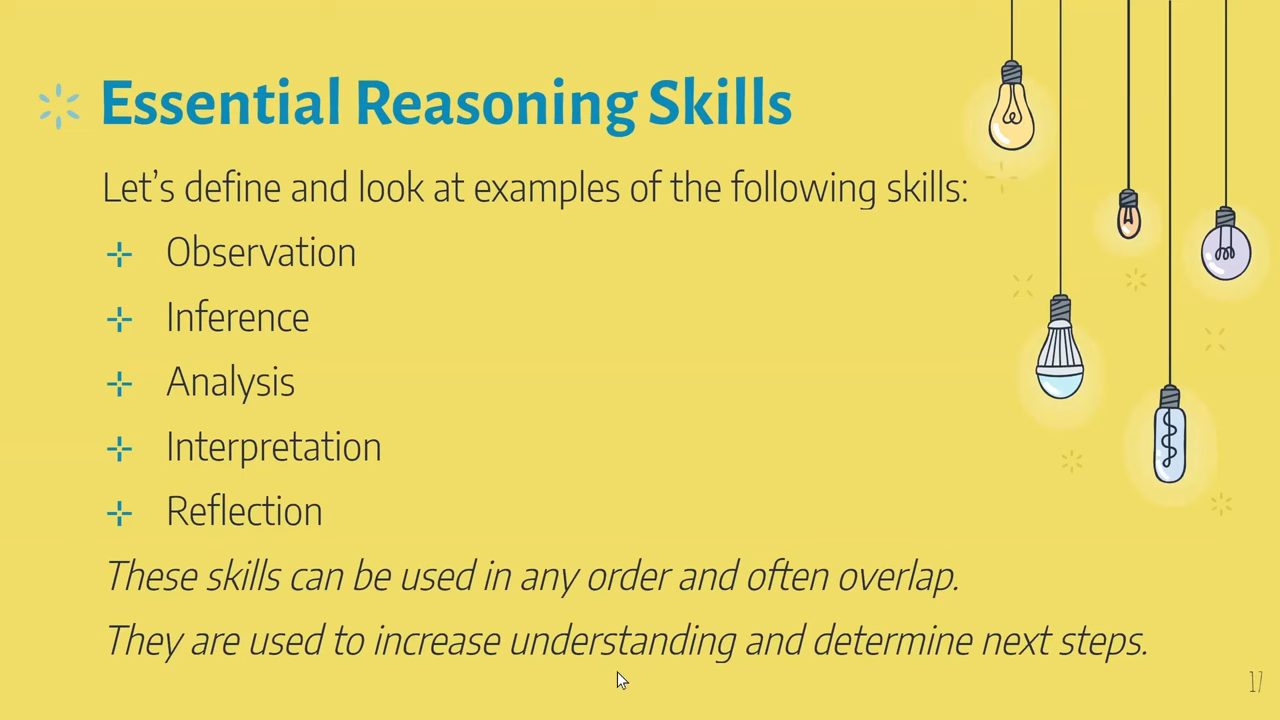 Essential Reasoning Skills
Let's define and look at examples of the following skills:
Observation
Inference
Analysis
Interpretation
Reflection
These skills can be used in any order and often overlap.
They are used to increase understanding and determine next steps.
17